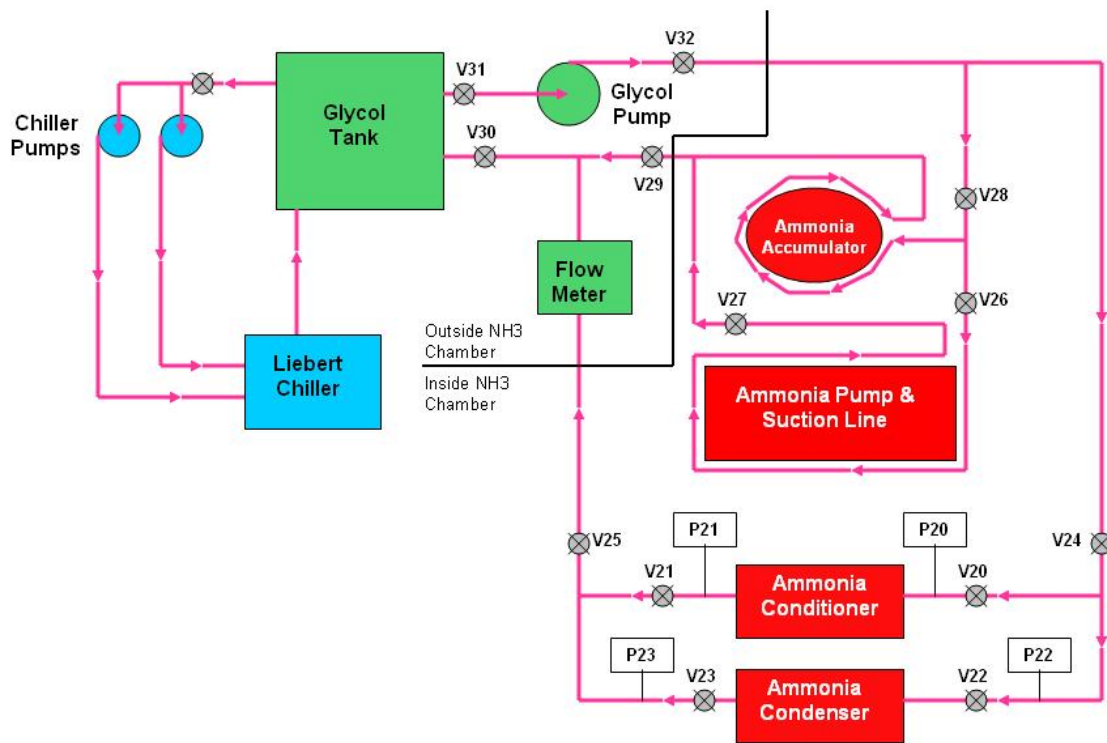 V32
V31
Glycol
Pump
Chiller
Pumps
Glycol
Tank
V30
V29
V28
Ammonia
Accumulator
Flow
Meter
V27
V26
Outside NH3
Chamber
Inside NH3
Chamber
Liebert
Chiller
Ammonia Pump &
Suction Line
V25
P21
P20
V24
V21
Ammonia
Conditioner
V20
P23
V23
Ammonia
Condenser
V22
P22